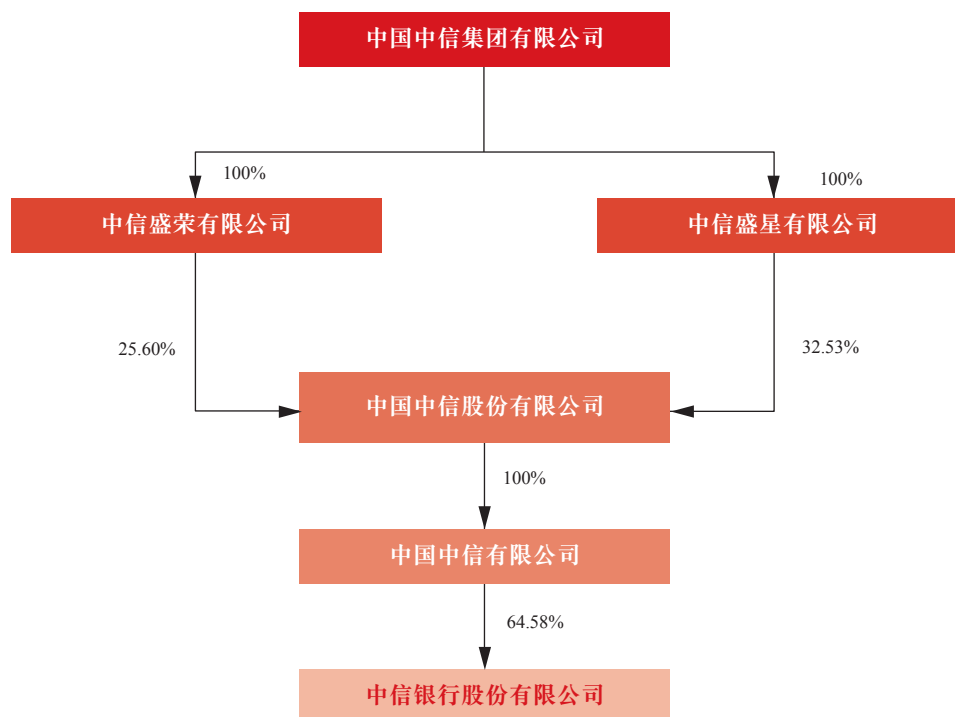 中国中信集团有限公司
100%
100%
中信盛荣有限公司
中信盛星有限公司
25.60%
32.53%
中国中信股份有限公司
100%
中国中信有限公司
64.58%
中信银行股份有限公司